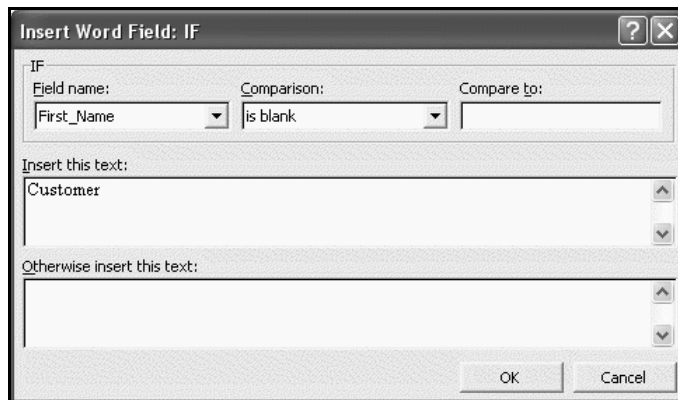 Insert Word Field: IF
IF
Field name: Comparison: Compare to:
First_Name is blank
Insert this text:
Customer
Otherwise insert this text:
OK Cancel